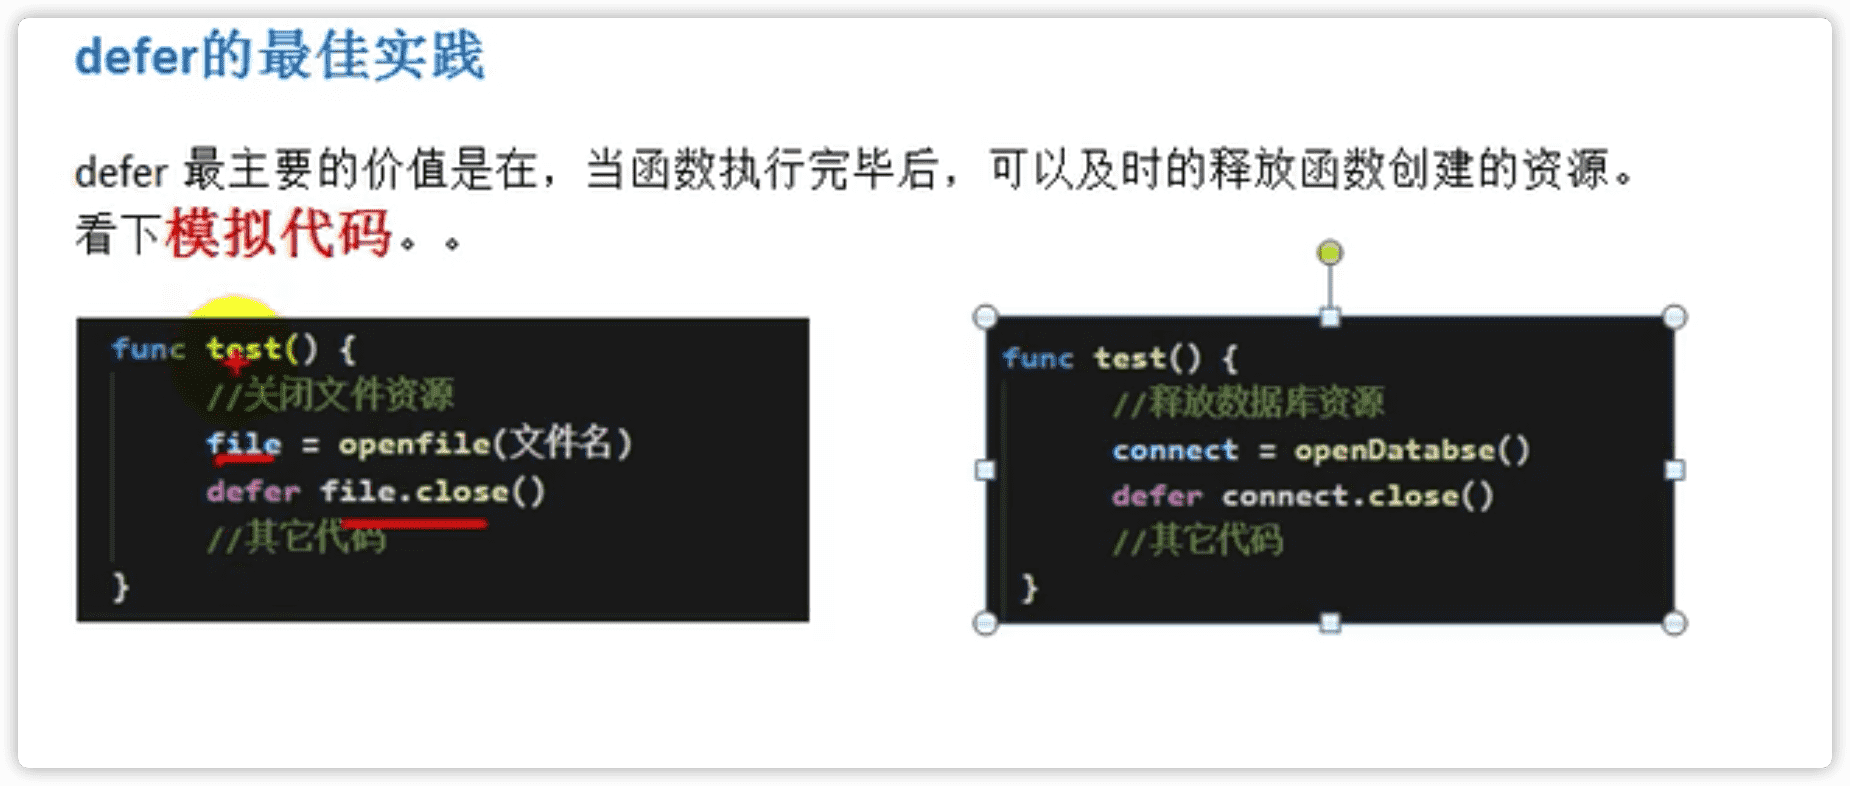 defer的最佳实践
defer 最主要的价值是在，当函数执行完毕后，可以及时的释放函数创建的资源。
看下模拟代码。。
func test() {
//关闭文件资源
file = openfile(文件名)
defer file.close()
//其它代码
}
func test() {
//释放数据库资源
connect = openDatabse()
defer connect.close()
//其它代码
}